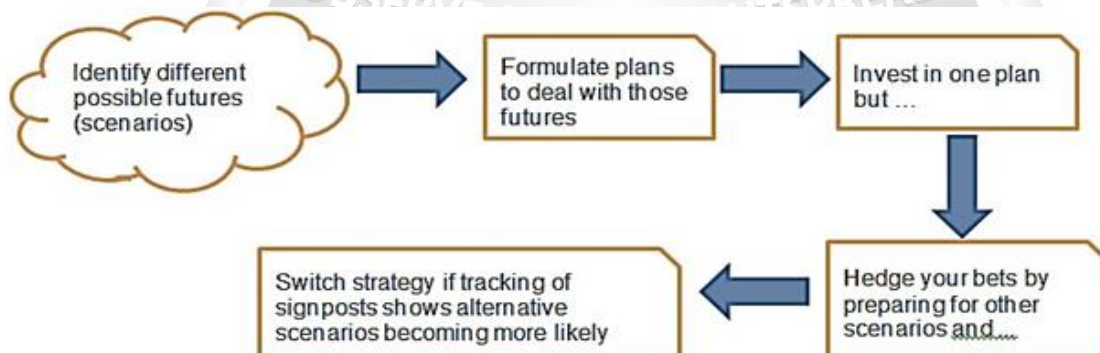 Identify different
possible futures
(scenarios)
Formulate plans
to deal with those
futures
Invest in one plan
but ...
Hedge your bets by
preparing for other
scenarios and ...
Switch strategy if tracking of
signposts shows alternative
scenarios becoming more likely